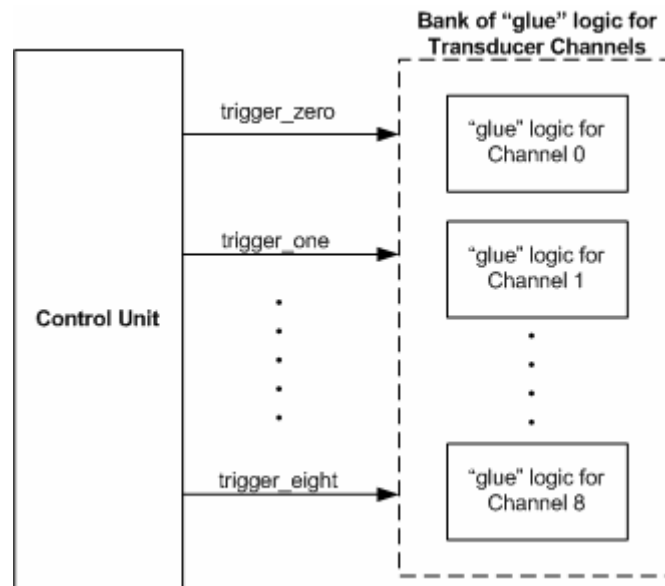 Bank of “glue” logic for
Transducer Channels
trigger_zero
“glue” logic for
Channel 0
trigger_one
“glue” logic for
Channel 1
Control Unit
trigger_eight
“glue” logic for
Channel 8